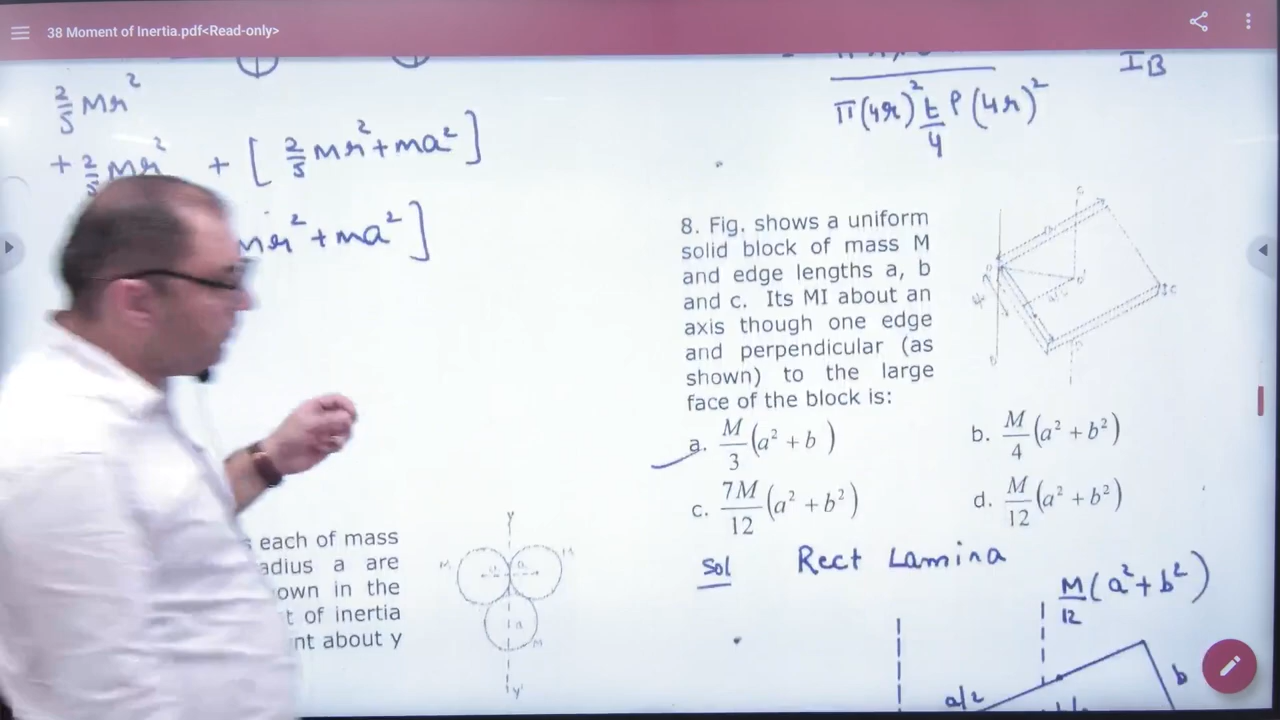 38 Moment of Inertia.pdf<Read-only>
2/5 Mr²
+ 2/5 Mr² + [ 2/5 mr² + ma² ]
mr² + ma² ]
π(4r)² t/4 ρ (4r)²
IB
8. Fig. shows a uniform
solid block of mass M
and edge lengths a, b
and c. Its MI about an
axis though one edge
and perpendicular (as
shown) to the large
face of the block is:
a. M/3 (a² + b )
b. M/4 (a² + b²)
c. 7M/12 (a² + b²)
d. M/12 (a² + b²)
Sol Rect Lamina
M/12 (a² + b²)
a/2
b
each of mass
adius a are
own in the
t of inertia
nt about y
Y
M
a
a
M
a
M
Y'